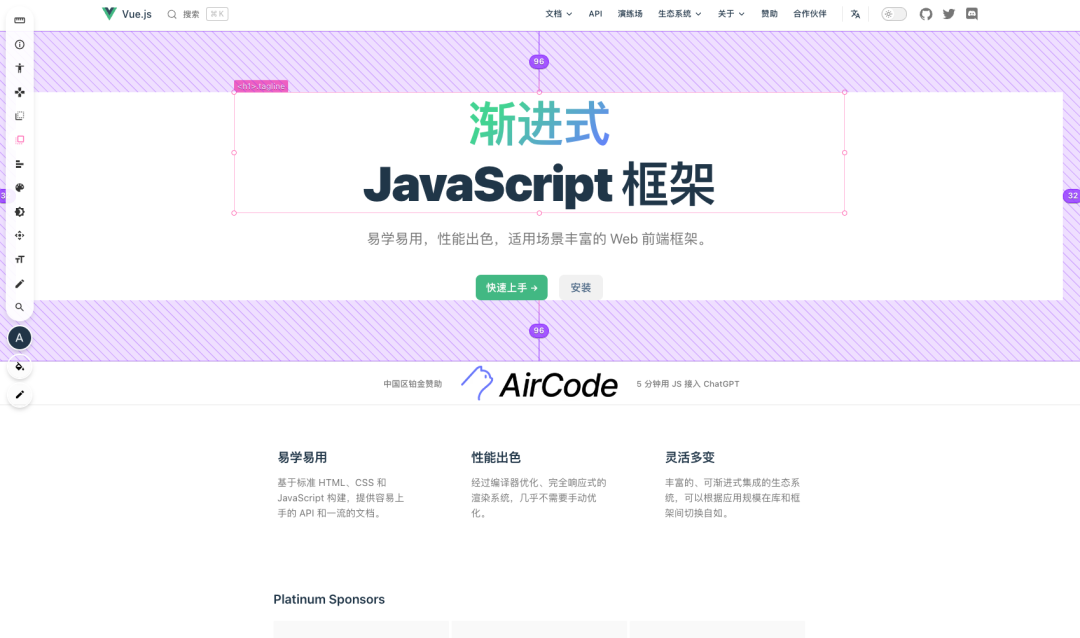 Vue.js
搜索
⌘K
文档
API
演练场
生态系统
关于
赞助
合作伙伴
96
<h1>.tagline
渐进式
JavaScript 框架
3
32
易学易用，性能出色，适用场景丰富的 Web 前端框架。
快速上手 →
安装
96
A
中国区铂金赞助
AirCode
5 分钟用 JS 接入 ChatGPT
易学易用
基于标准 HTML、CSS 和
JavaScript 构建，提供容易上
手的 API 和一流的文档。
性能出色
经过编译器优化、完全响应式的
渲染系统，几乎不需要手动优
化。
灵活多变
丰富的、可渐进式集成的生态系
统，可以根据应用规模在库和框
架间切换自如。
Platinum Sponsors